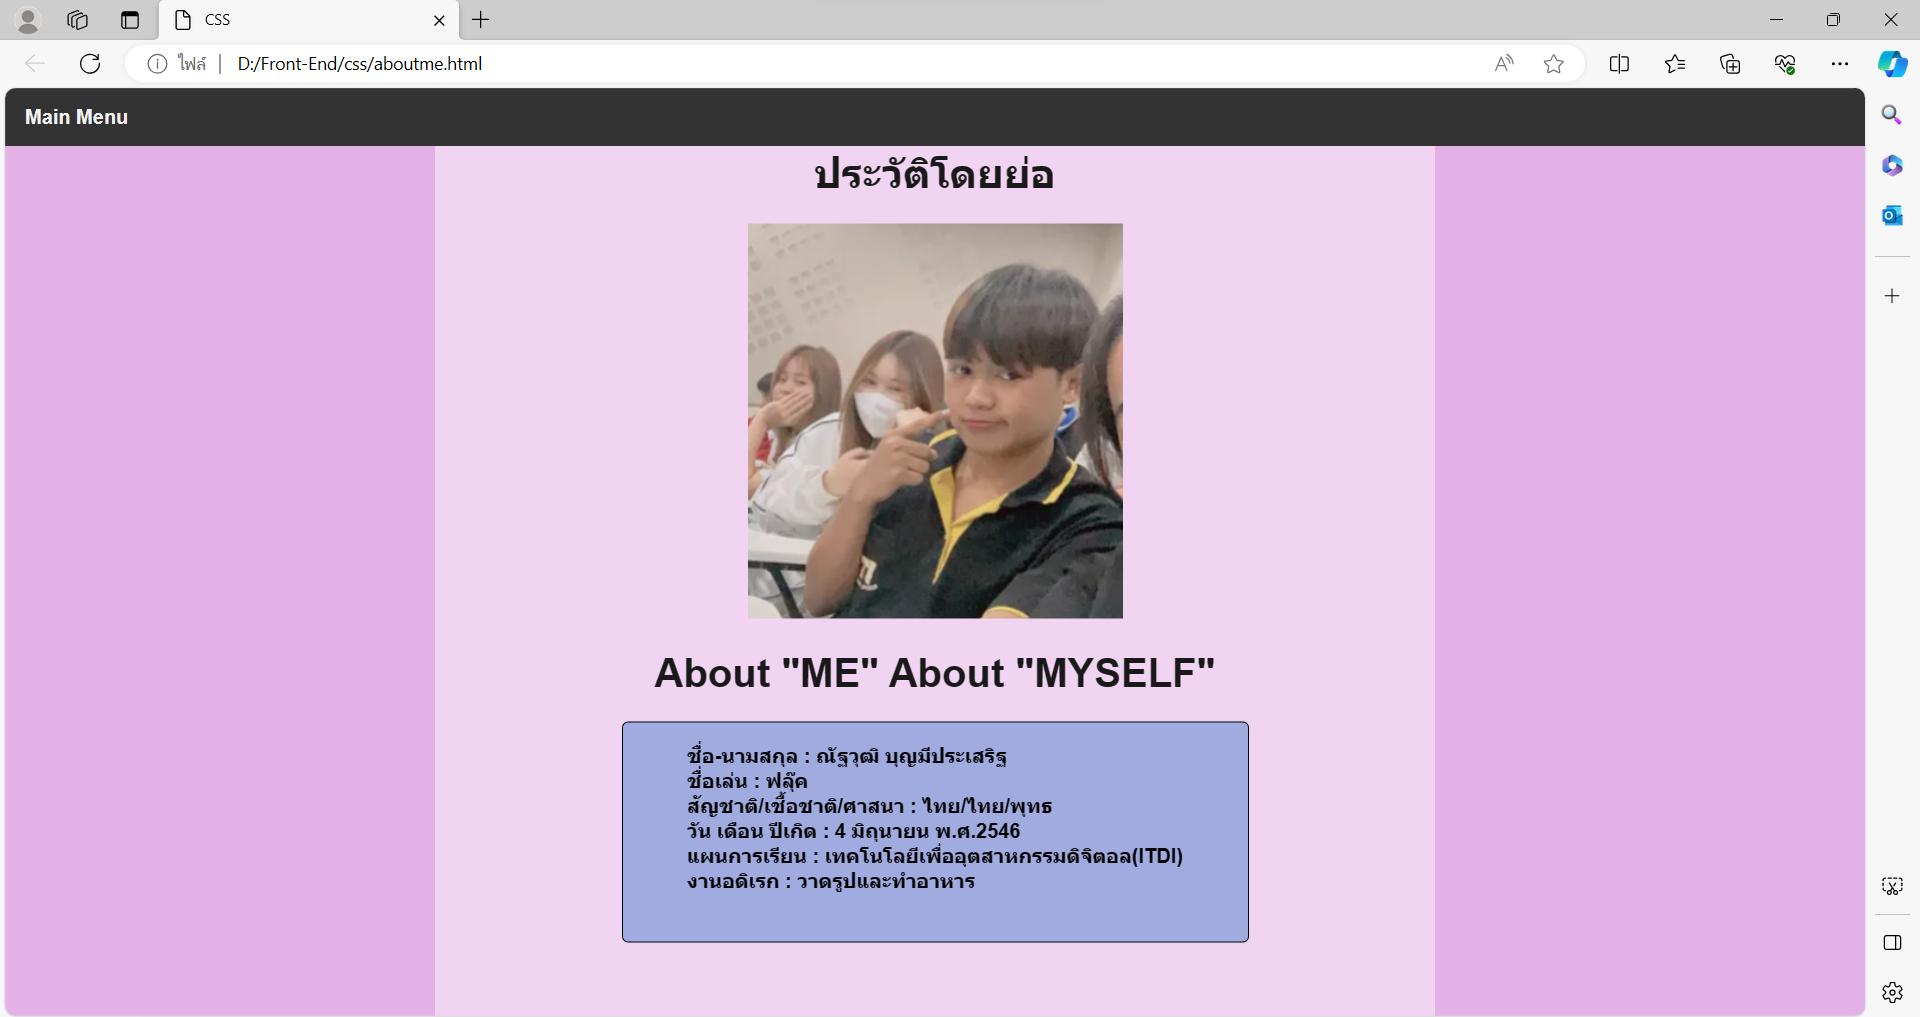 CSS
ไฟล์
D:/Front-End/css/aboutme.html
Main Menu
ประวัติโดยย่อ
About "ME" About "MYSELF"
ชื่อ-นามสกุล : ณัฐวุฒิ บุญมีประเสริฐ
ชื่อเล่น : ฟลุ๊ค
สัญชาติ/เชื้อชาติ/ศาสนา : ไทย/ไทย/พุทธ
วัน เดือน ปีเกิด : 4 มิถุนายน พ.ศ.2546
แผนการเรียน : เทคโนโลยีเพื่ออุตสาหกรรมดิจิตอล(ITDI)
งานอดิเรก : วาดรูปและทำอาหาร